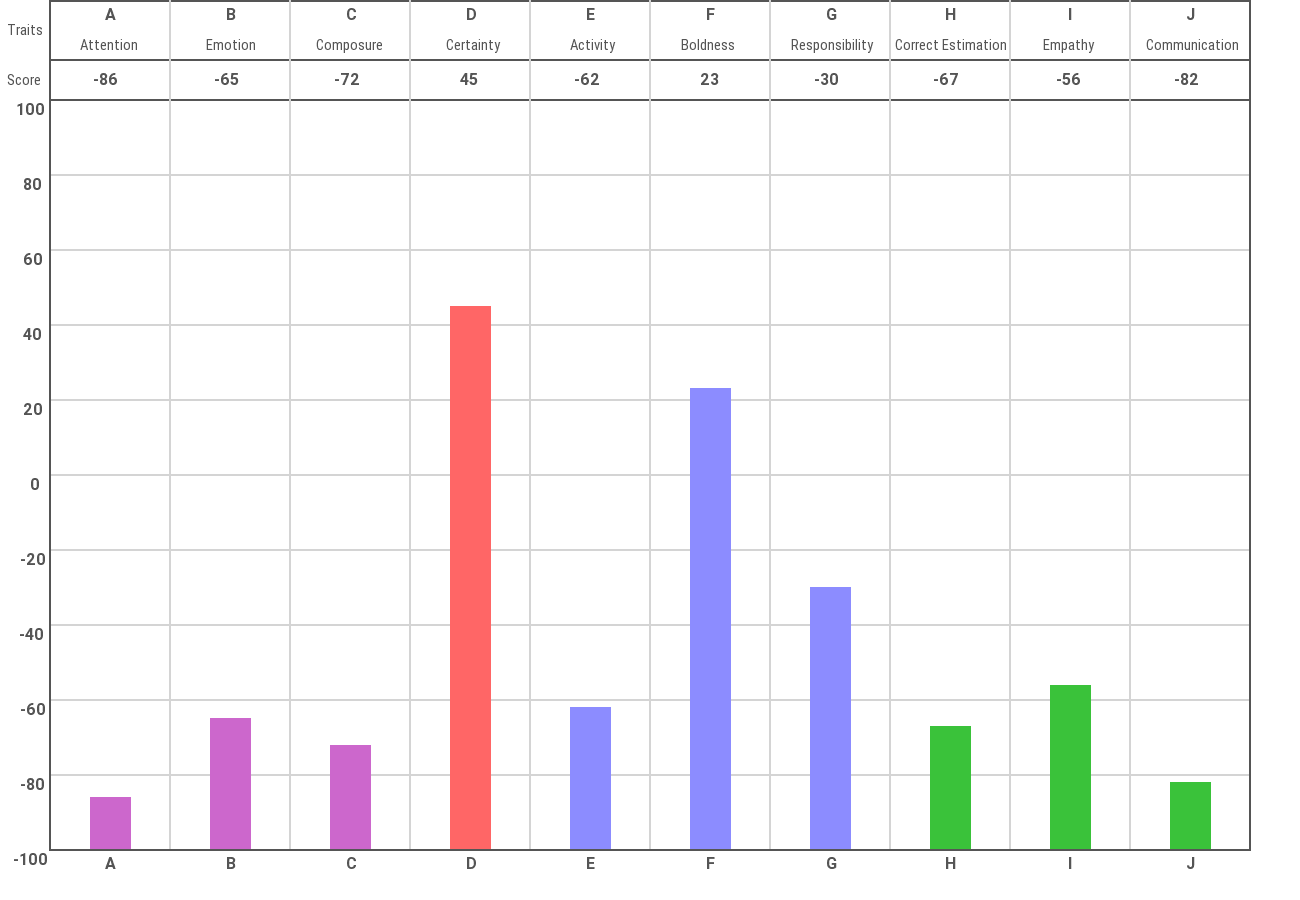 A B C D E F G H I J
Traits
Attention Emotion Composure Certainty Activity Boldness Responsibility Correct Estimation Empathy Communication
Score -86 -65 -72 45 -62 23 -30 -67 -56 -82
100
80
60
40
20
0
-20
-40
-60
-80
-100
A B C D E F G H I J